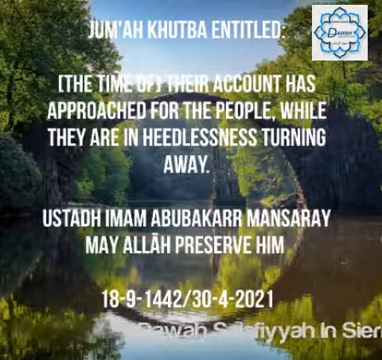 JUM'AH KHUTBA ENTITLED:
[THE TIME OF] THEIR ACCOUNT HAS
APPROACHED FOR THE PEOPLE, WHILE
THEY ARE IN HEEDLESSNESS TURNING
AWAY.
USTADH IMAM ABUBAKARR MANSARAY
MAY ALLĀH PRESERVE HIM
18-9-1442/30-4-2021
Dawah Salafiyyah In Sier
DAWAH